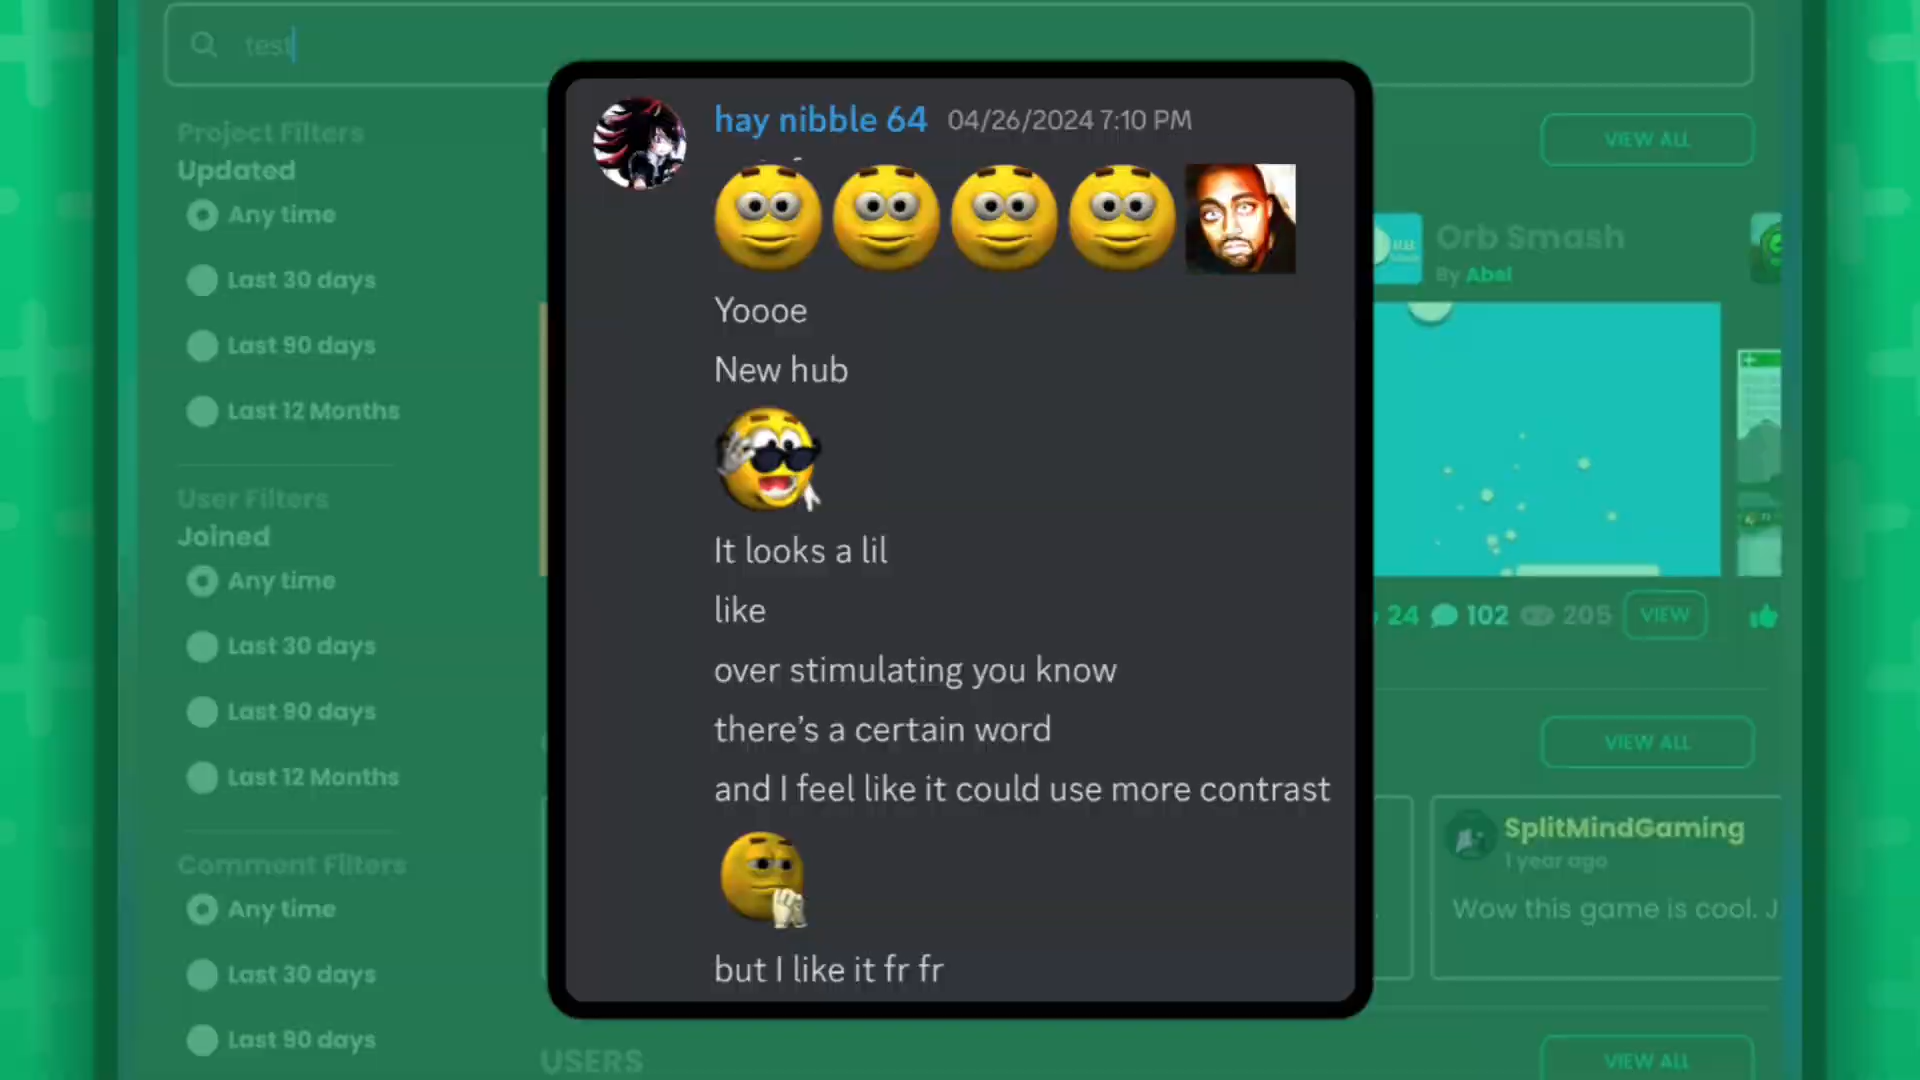 test
Project Filters
Updated
Any time
Last 30 days
Last 90 days
Last 12 Months
User Filters
Joined
Any time
Last 30 days
Last 90 days
Last 12 Months
Comment Filters
Any time
Last 30 days
Last 90 days
hay nibble 64 04/26/2024 7:10 PM
Yoooe
New hub
It looks a lil
like
over stimulating you know
there's a certain word
and I feel like it could use more contrast
but I like it fr fr
VIEW ALL
Orb Smash
By Abal
24 102 205 VIEW
VIEW ALL
SplitMindGaming
1 year ago
Wow this game is cool. J
USERS
VIEW ALL